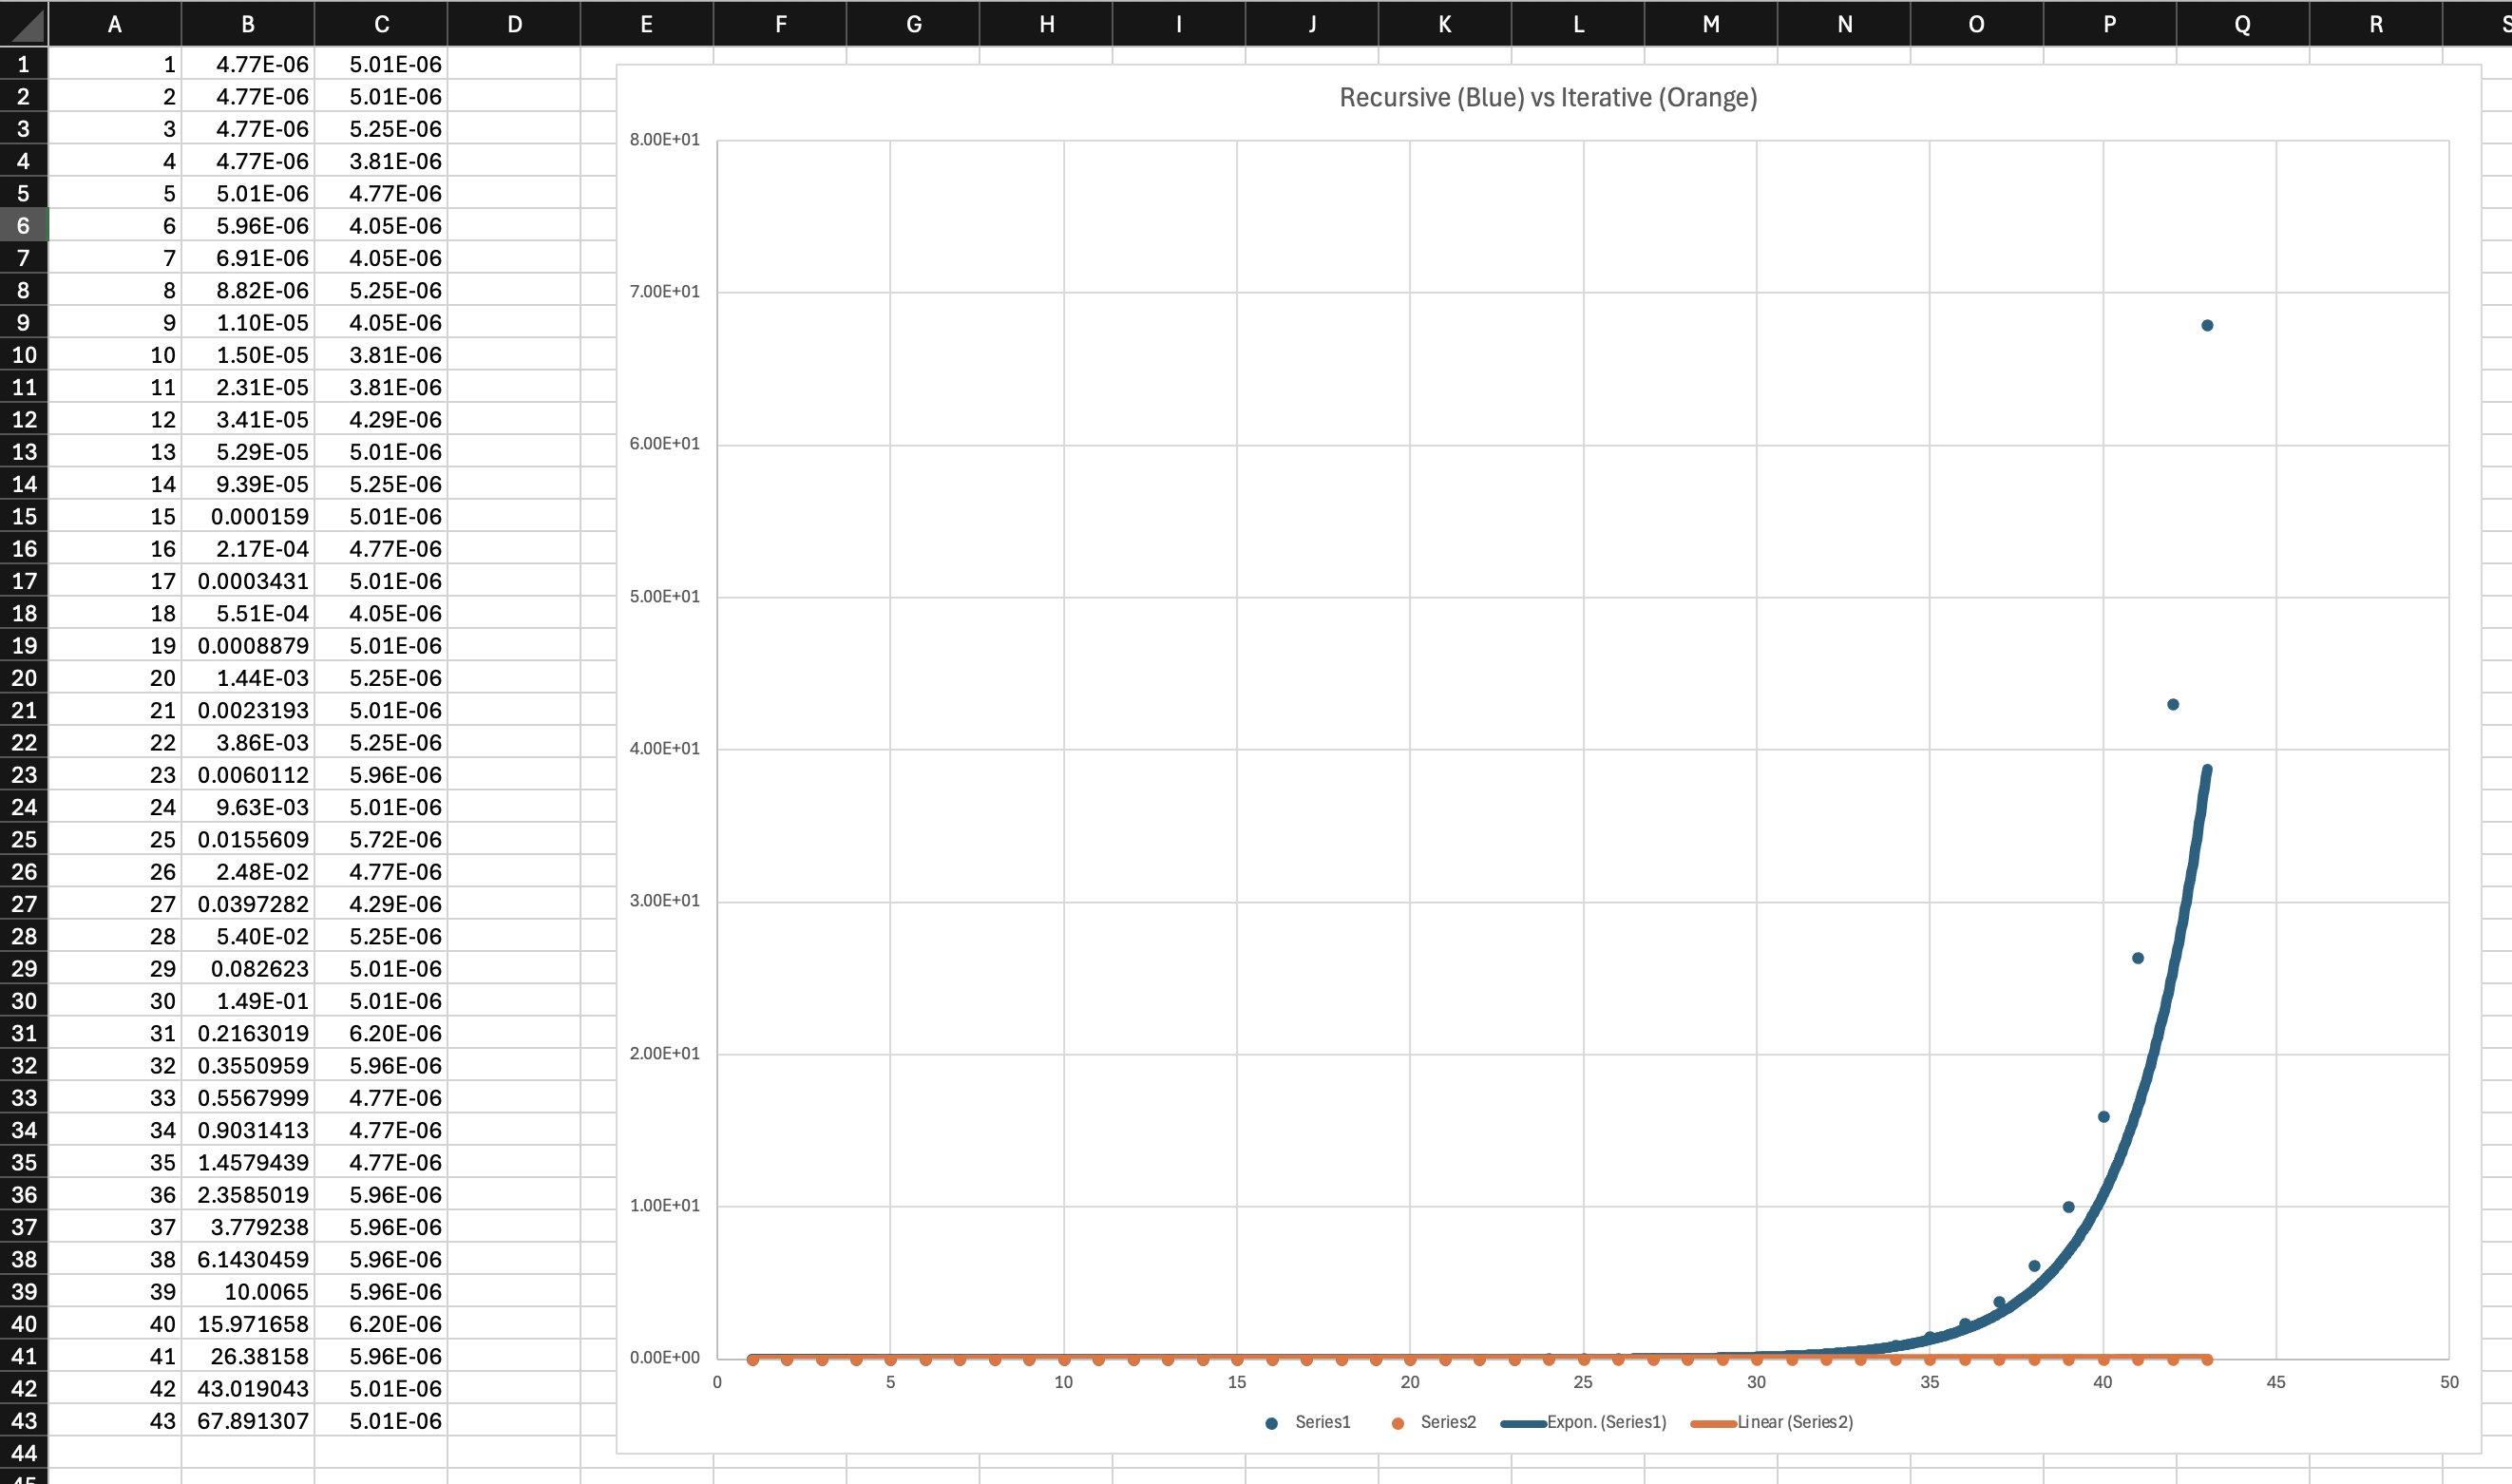 A B C D E F G H I J K L M N O P Q R S
1 1 4.77E-06 5.01E-06
2 2 4.77E-06 5.01E-06
3 3 4.77E-06 5.25E-06
4 4 4.77E-06 3.81E-06
5 5 5.01E-06 4.77E-06
6 6 5.96E-06 4.05E-06
7 7 6.91E-06 4.05E-06
8 8 8.82E-06 5.25E-06
9 9 1.10E-05 4.05E-06
10 10 1.50E-05 3.81E-06
11 11 2.31E-05 3.81E-06
12 12 3.41E-05 4.29E-06
13 13 5.29E-05 5.01E-06
14 14 9.39E-05 5.25E-06
15 15 0.000159 5.01E-06
16 16 2.17E-04 4.77E-06
17 17 0.0003431 5.01E-06
18 18 5.51E-04 4.05E-06
19 19 0.0008879 5.01E-06
20 20 1.44E-03 5.25E-06
21 21 0.0023193 5.01E-06
22 22 3.86E-03 5.25E-06
23 23 0.0060112 5.96E-06
24 24 9.63E-03 5.01E-06
25 25 0.0155609 5.72E-06
26 26 2.48E-02 4.77E-06
27 27 0.0397282 4.29E-06
28 28 5.40E-02 5.25E-06
29 29 0.082623 5.01E-06
30 30 1.49E-01 5.01E-06
31 31 0.2163019 6.20E-06
32 32 0.3550959 5.96E-06
33 33 0.5567999 4.77E-06
34 34 0.9031413 4.77E-06
35 35 1.4579439 4.77E-06
36 36 2.3585019 5.96E-06
37 37 3.779238 5.96E-06
38 38 6.1430459 5.96E-06
39 39 10.0065 5.96E-06
40 40 15.971658 6.20E-06
41 41 26.38158 5.96E-06
42 42 43.019043 5.01E-06
43 43 67.891307 5.01E-06
44
45
Recursive (Blue) vs Iterative (Orange)
8.00E+01
7.00E+01
6.00E+01
5.00E+01
4.00E+01
3.00E+01
2.00E+01
1.00E+01
0.00E+00
0 5 10 15 20 25 30 35 40 45 50
Series1 Series2 Expon. (Series1) Linear (Series2)